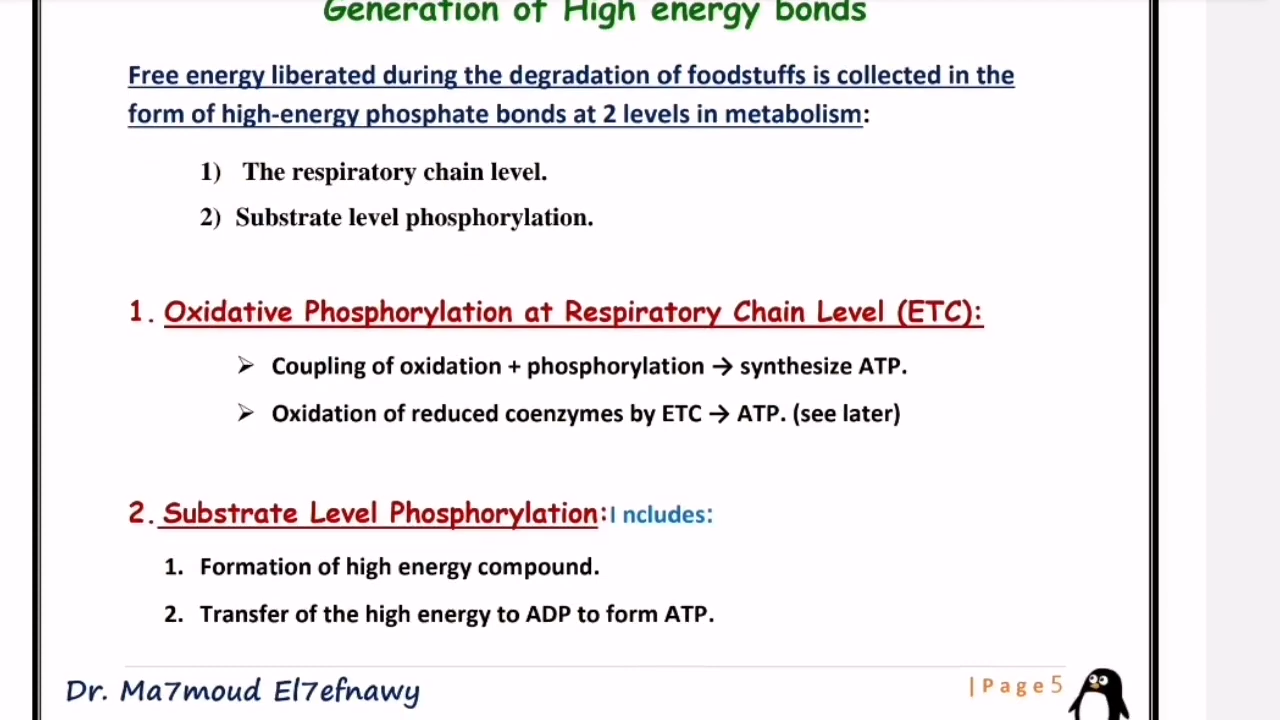 Generation of High energy bonds
Free energy liberated during the degradation of foodstuffs is collected in the
form of high-energy phosphate bonds at 2 levels in metabolism:
1) The respiratory chain level.
2) Substrate level phosphorylation.
1. Oxidative Phosphorylation at Respiratory Chain Level (ETC):
➢ Coupling of oxidation + phosphorylation → synthesize ATP.
➢ Oxidation of reduced coenzymes by ETC → ATP. (see later)
2. Substrate Level Phosphorylation:I ncludes:
1. Formation of high energy compound.
2. Transfer of the high energy to ADP to form ATP.
Dr. Ma7moud El7efnawy
| P a g e 5